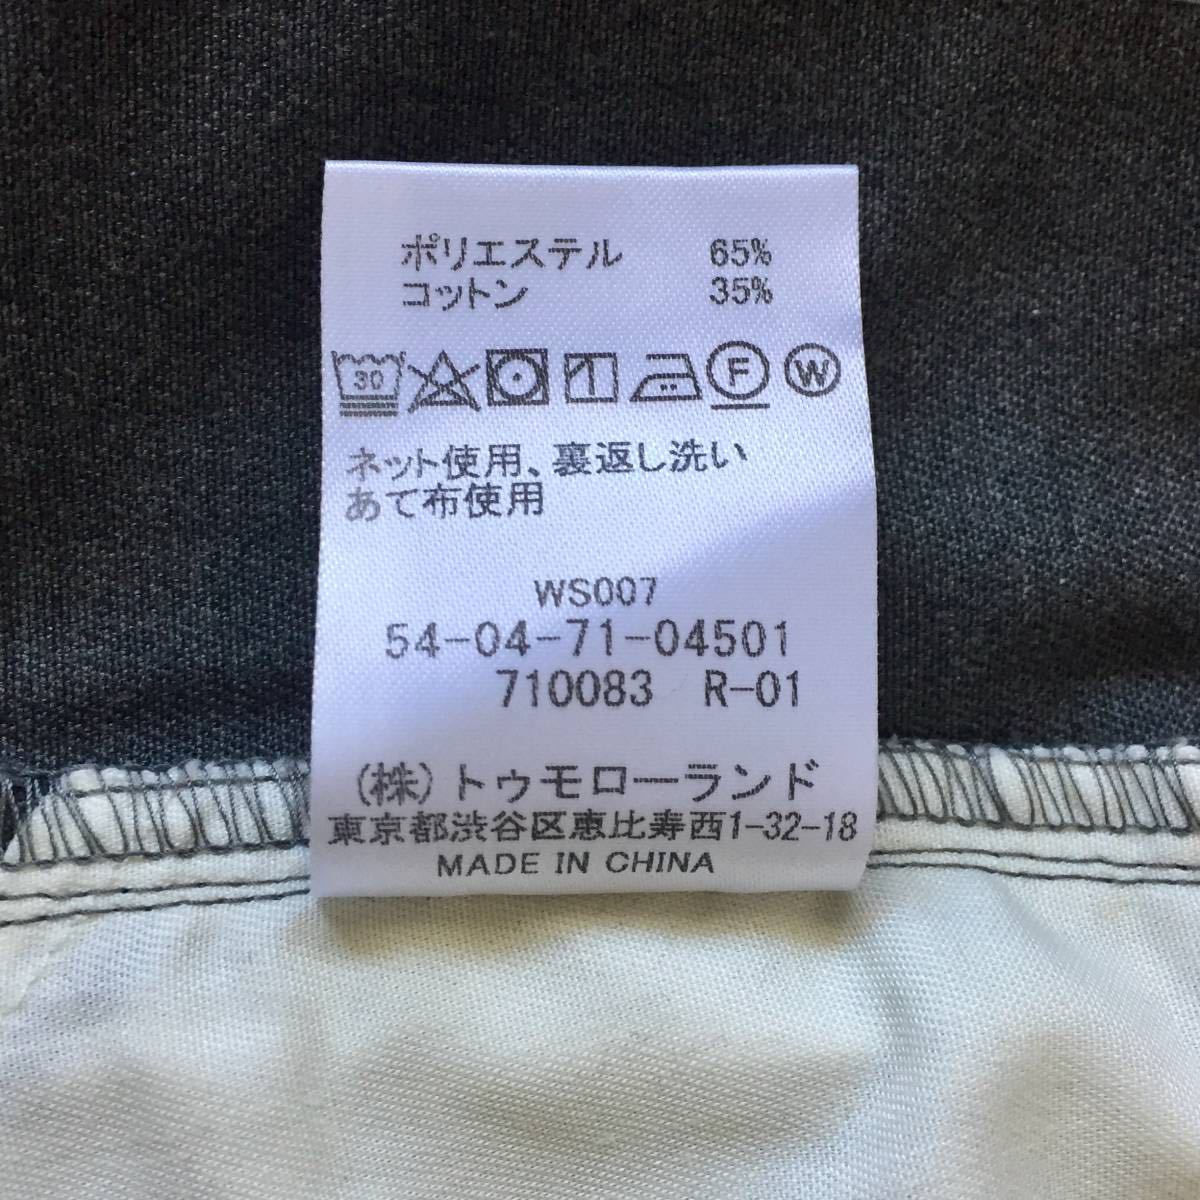 ポリエステル 65%
コットン 35%
30 F W
ネット使用、裏返し洗い
あて布使用
WS007
54-04-71-04501
710083 R-01
(株)トゥモローランド
東京都渋谷区恵比寿西1-32-18
MADE IN CHINA